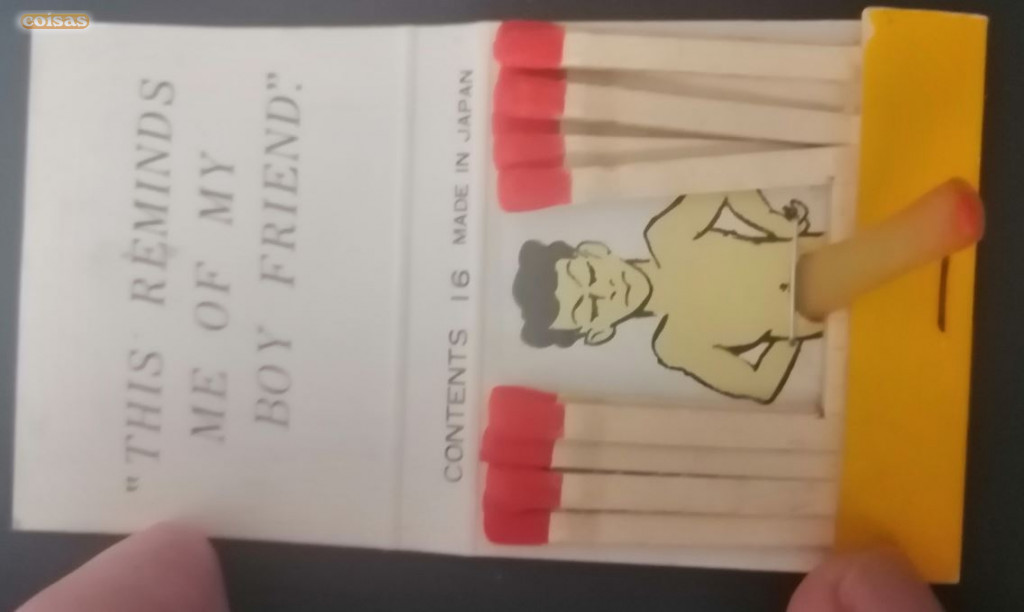 coisas
"THIS REMINDS
ME OF MY
BOY FRIEND".
CONTENTS 16 MADE IN JAPAN